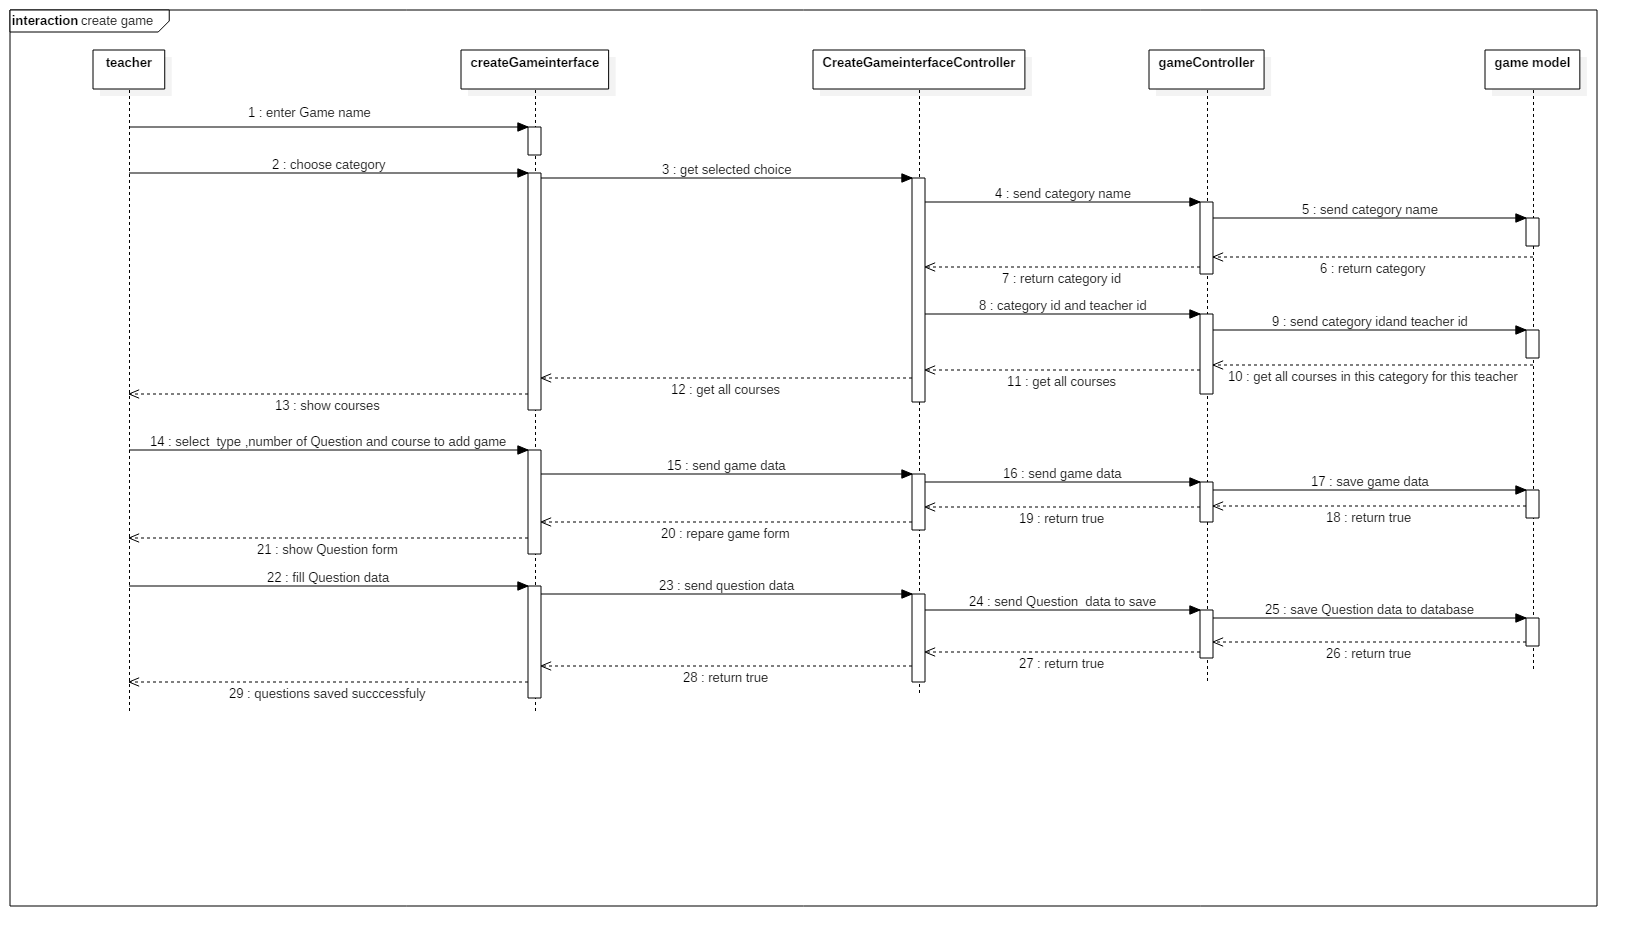 interaction create game
teacher
createGameinterface
CreateGameinterfaceController
gameController
game model
1 : enter Game name
2 : choose category
3 : get selected choice
4 : send category name
5 : send category name
6 : return category
7 : return category id
8 : category id and teacher id
9 : send category idand teacher id
10 : get all courses in this category for this teacher
11 : get all courses
12 : get all courses
13 : show courses
14 : select  type ,number of Question and course to add game
15 : send game data
16 : send game data
17 : save game data
18 : return true
19 : return true
20 : repare game form
21 : show Question form
22 : fill Question data
23 : send question data
24 : send Question  data to save
25 : save Question data to database
26 : return true
27 : return true
28 : return true
29 : questions saved succcessfuly